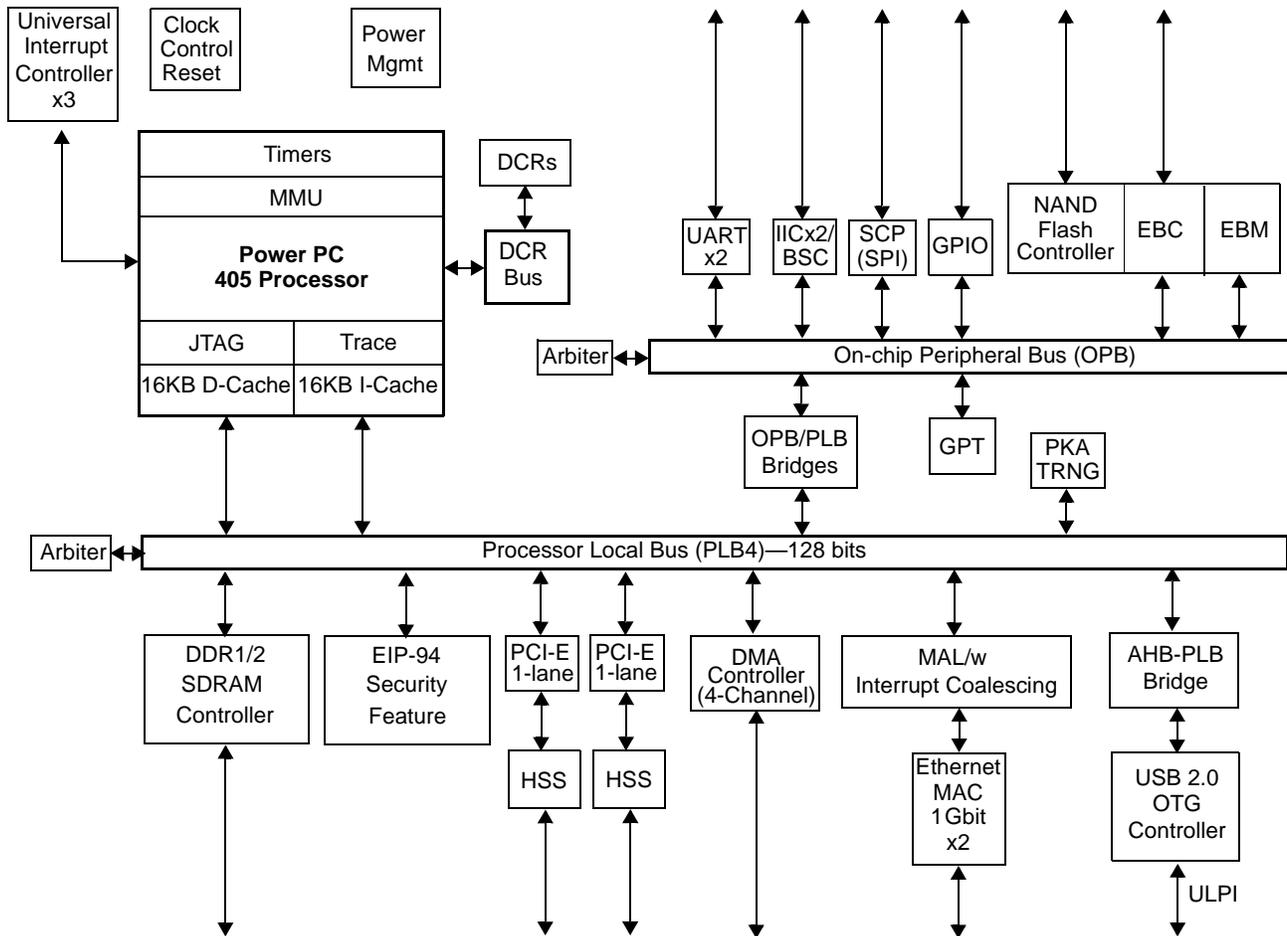 Universal
Interrupt
Controller
x3
Clock
Control
Reset
Power
Mgmt
Timers
MMU
Power PC
405 Processor
JTAG
Trace
16KB D-Cache
16KB I-Cache
DCRs
DCR
Bus
UART
x2
IICx2/
BSC
SCP
(SPI)
GPIO
NAND
Flash
Controller
EBC
EBM
Arbiter
On-chip Peripheral Bus (OPB)
OPB/PLB
Bridges
GPT
PKA
TRNG
Arbiter
Processor Local Bus (PLB4)—128 bits
DDR1/2
SDRAM
Controller
EIP-94
Security
Feature
PCI-E
1-lane
PCI-E
1-lane
HSS
HSS
DMA
Controller
(4-Channel)
MAL/w
Interrupt Coalescing
Ethernet
MAC
1Gbit
x2
AHB-PLB
Bridge
USB 2.0
OTG
Controller
ULPI